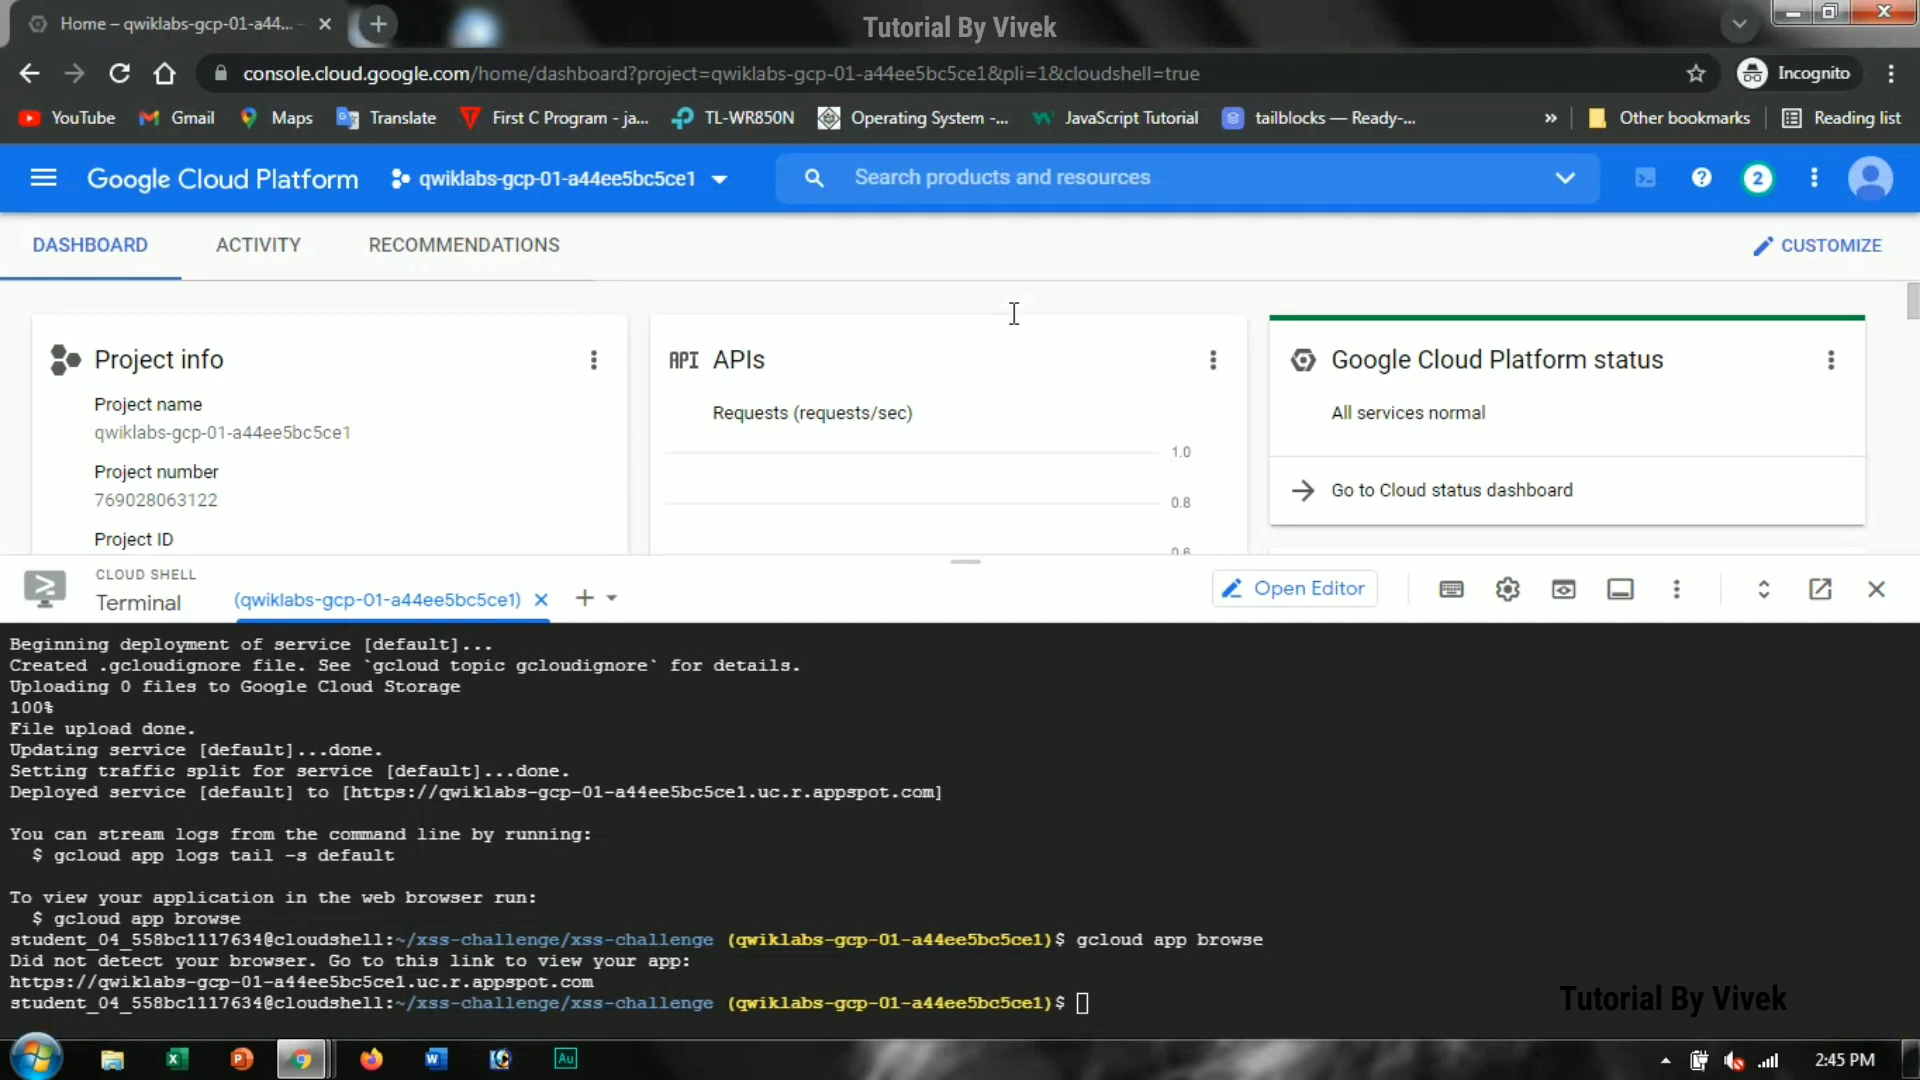 Home – qwiklabs-gcp-01-a44...
Tutorial By Vivek
console.cloud.google.com/home/dashboard?project=qwiklabs-gcp-01-a44ee5bc5ce1&pli=1&cloudshell=true
Incognito
YouTube
Gmail
Maps
Translate
First C Program - ja...
TL-WR850N
Operating System -...
JavaScript Tutorial
tailblocks — Ready-...
»
Other bookmarks
Reading list
Google Cloud Platform
qwiklabs-gcp-01-a44ee5bc5ce1
Search products and resources
2
DASHBOARD
ACTIVITY
RECOMMENDATIONS
CUSTOMIZE
Project info
Project name
qwiklabs-gcp-01-a44ee5bc5ce1
Project number
769028063122
Project ID
API APIs
Requests (requests/sec)
1.0
0.8
0.6
Google Cloud Platform status
All services normal
Go to Cloud status dashboard
CLOUD SHELL
Terminal
(qwiklabs-gcp-01-a44ee5bc5ce1)
Open Editor
Beginning deployment of service [default]...
Created .gcloudignore file. See `gcloud topic gcloudignore` for details.
Uploading 0 files to Google Cloud Storage
100%
File upload done.
Updating service [default]...done.
Setting traffic split for service [default]...done.
Deployed service [default] to [https://qwiklabs-gcp-01-a44ee5bc5ce1.uc.r.appspot.com]
You can stream logs from the command line by running:
$ gcloud app logs tail -s default
To view your application in the web browser run:
$ gcloud app browse
student_04_558bc1117634@cloudshell:~/xss-challenge/xss-challenge (qwiklabs-gcp-01-a44ee5bc5ce1)$ gcloud app browse
Did not detect your browser. Go to this link to view your app:
https://qwiklabs-gcp-01-a44ee5bc5ce1.uc.r.appspot.com
student_04_558bc1117634@cloudshell:~/xss-challenge/xss-challenge (qwiklabs-gcp-01-a44ee5bc5ce1)$
Tutorial By Vivek
Au
2:45 PM